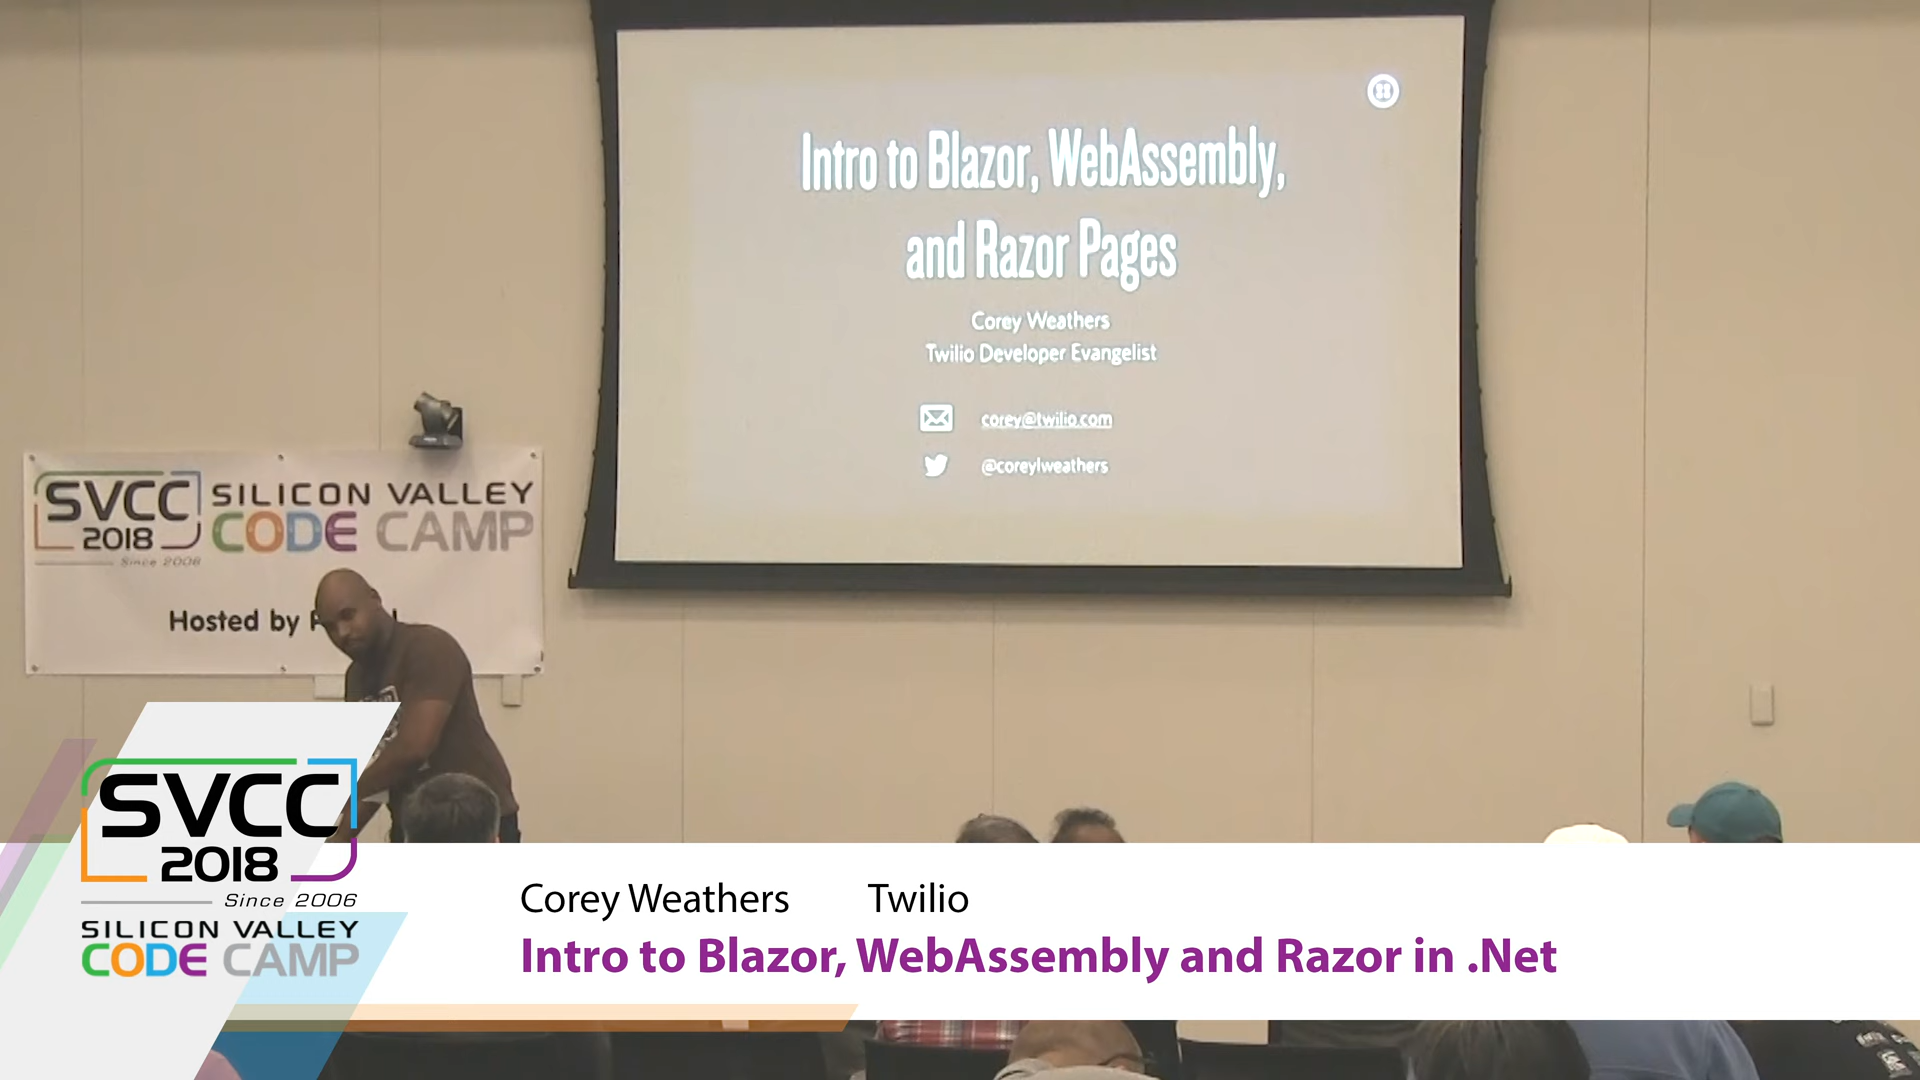 Intro to Blazor, WebAssembly,
and Razor Pages
Corey Weathers
Twilio Developer Evangelist
corey@twilio.com
@coreylweathers
SVCC
2018
Since 2006
SILICON VALLEY
CODE CAMP
Hosted by
SVCC
2018
Since 2006
SILICON VALLEY
CODE CAMP
Corey Weathers Twilio
Intro to Blazor, WebAssembly and Razor in .Net